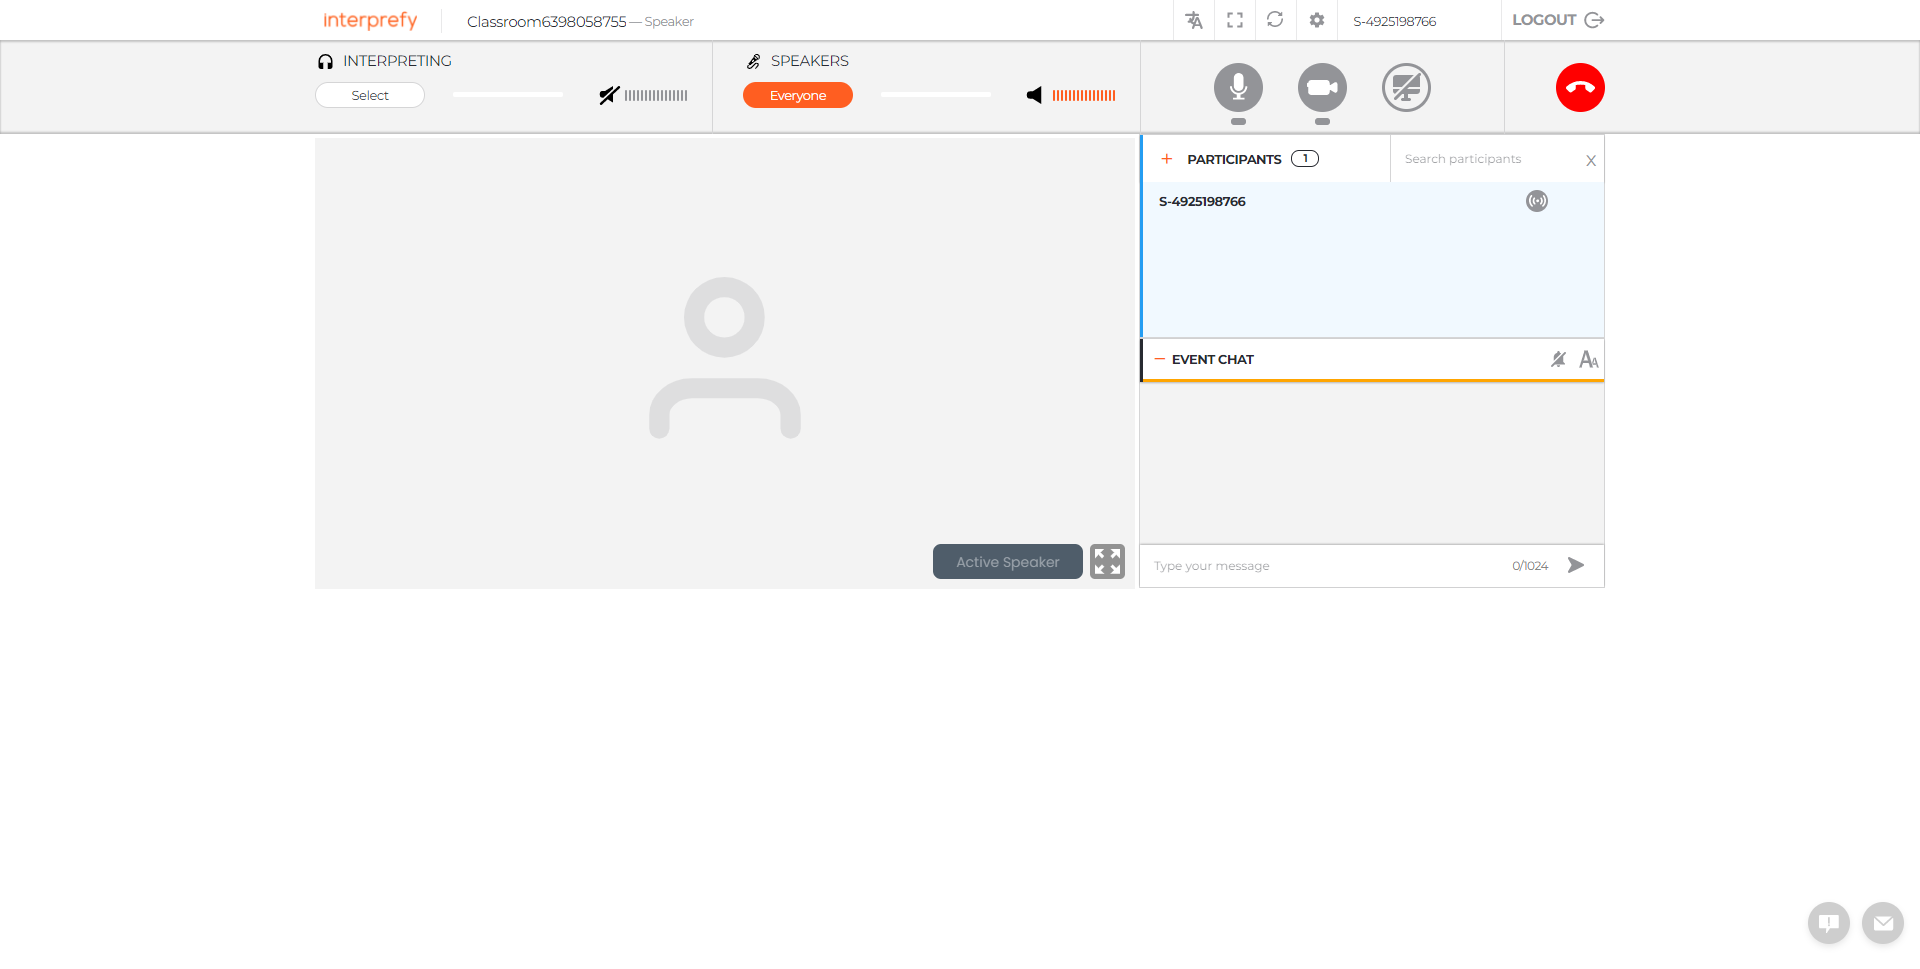 interprefy
Classroom6398058755 — Speaker
S-4925198766
LOGOUT
INTERPRETING
Select
SPEAKERS
Everyone
PARTICIPANTS 1
Search participants
X
S-4925198766
EVENT CHAT
Active Speaker
Type your message
0/1024